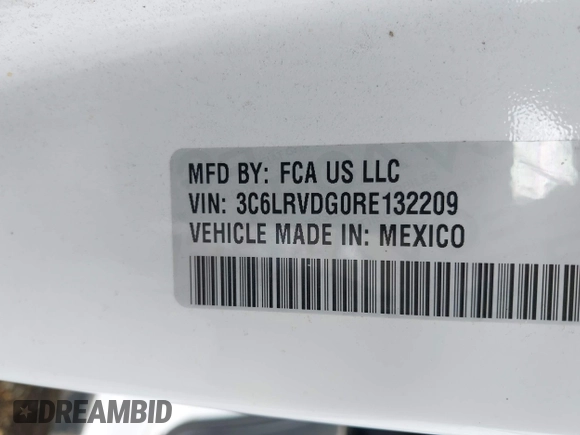 MFD BY: FCA US LLC
VIN: 3C6LRVDG0RE132209
VEHICLE MADE IN: MEXICO
DREAMBID